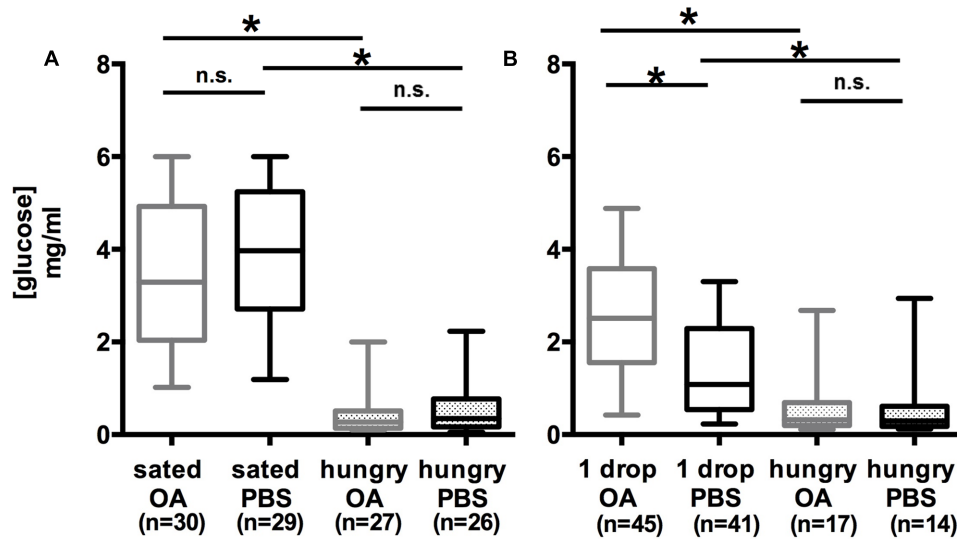 *
*
A
8
n.s.
n.s.
6
4
2
0
[glucose]
mg/ml
sated
OA
(n=30)
sated
PBS
(n=29)
hungry
OA
(n=27)
hungry
PBS
(n=26)
*
*
B
8
*
n.s.
6
4
2
0
1 drop
OA
(n=45)
1 drop
PBS
(n=41)
hungry
OA
(n=17)
hungry
PBS
(n=14)